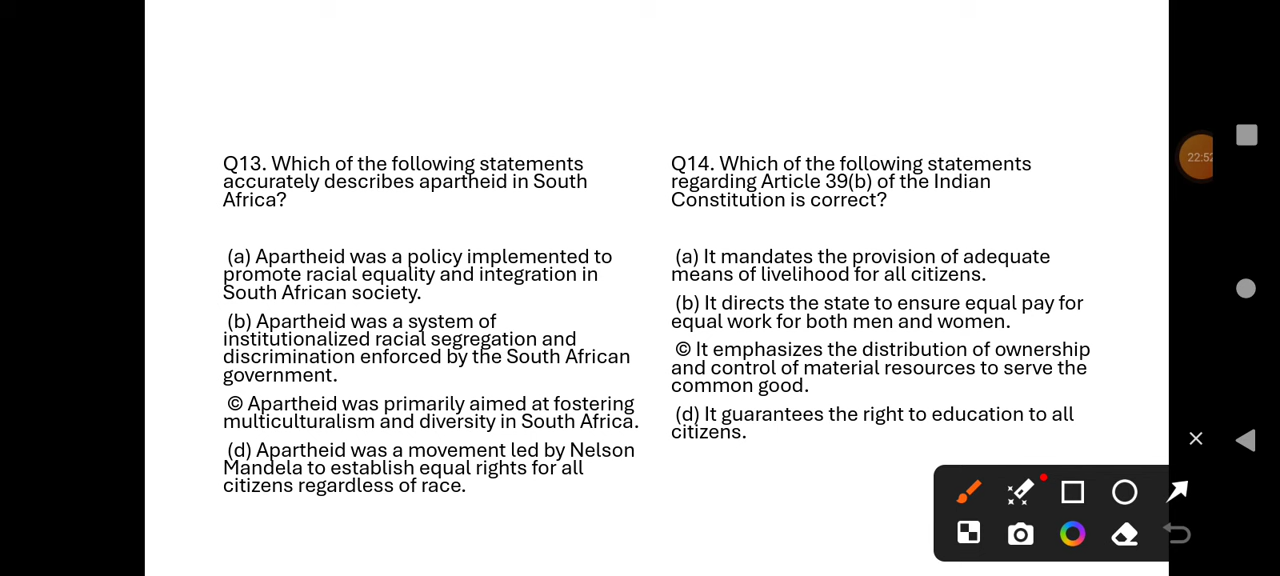 Q13. Which of the following statements
accurately describes apartheid in South
Africa?
(a) Apartheid was a policy implemented to
promote racial equality and integration in
South African society.
(b) Apartheid was a system of
institutionalized racial segregation and
discrimination enforced by the South African
government.
© Apartheid was primarily aimed at fostering
multiculturalism and diversity in South Africa.
(d) Apartheid was a movement led by Nelson
Mandela to establish equal rights for all
citizens regardless of race.
Q14. Which of the following statements
regarding Article 39(b) of the Indian
Constitution is correct?
(a) It mandates the provision of adequate
means of livelihood for all citizens.
(b) It directs the state to ensure equal pay for
equal work for both men and women.
© It emphasizes the distribution of ownership
and control of material resources to serve the
common good.
(d) It guarantees the right to education to all
citizens.
22:52